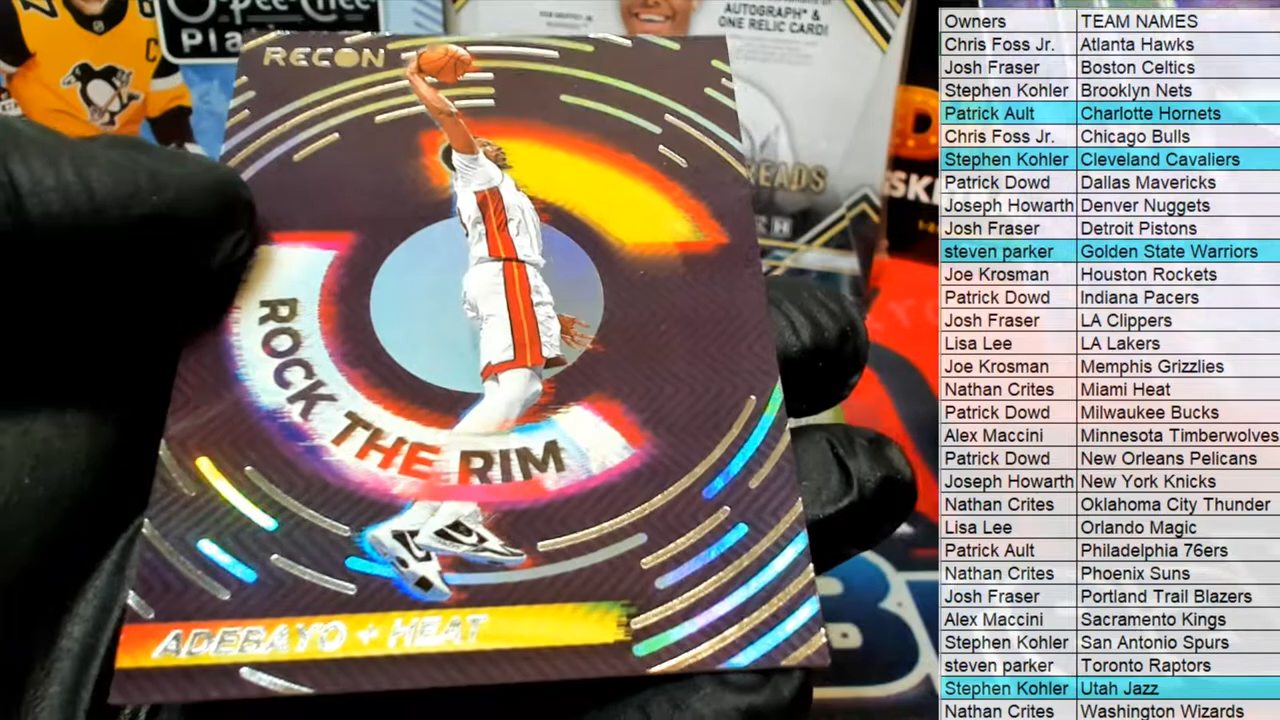 O-Pee-Chee
Pla
AUTOGRAPH* &
ONE RELIC CARD!
RECON
READS
ROCK THE RIM
ADEBAYO + HEAT
Owners TEAM NAMES
Chris Foss Jr. Atlanta Hawks
Josh Fraser Boston Celtics
Stephen Kohler Brooklyn Nets
Patrick Ault Charlotte Hornets
Chris Foss Jr. Chicago Bulls
Stephen Kohler Cleveland Cavaliers
Patrick Dowd Dallas Mavericks
Joseph Howarth Denver Nuggets
Josh Fraser Detroit Pistons
steven parker Golden State Warriors
Joe Krosman Houston Rockets
Patrick Dowd Indiana Pacers
Josh Fraser LA Clippers
Lisa Lee LA Lakers
Joe Krosman Memphis Grizzlies
Nathan Crites Miami Heat
Patrick Dowd Milwaukee Bucks
Alex Maccini Minnesota Timberwolves
Patrick Dowd New Orleans Pelicans
Joseph Howarth New York Knicks
Nathan Crites Oklahoma City Thunder
Lisa Lee Orlando Magic
Patrick Ault Philadelphia 76ers
Nathan Crites Phoenix Suns
Josh Fraser Portland Trail Blazers
Alex Maccini Sacramento Kings
Stephen Kohler San Antonio Spurs
steven parker Toronto Raptors
Stephen Kohler Utah Jazz
Nathan Crites Washington Wizards